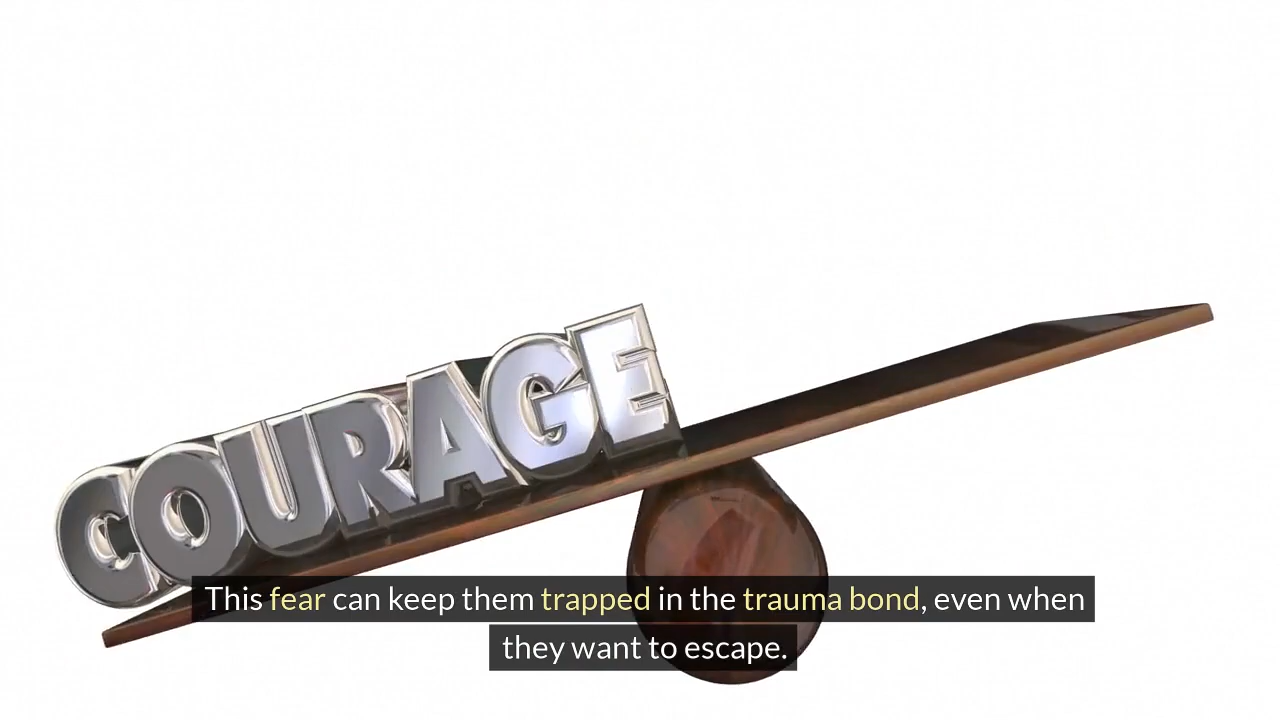 COURAGE
This fear can keep them trapped in the trauma bond, even when
they want to escape.